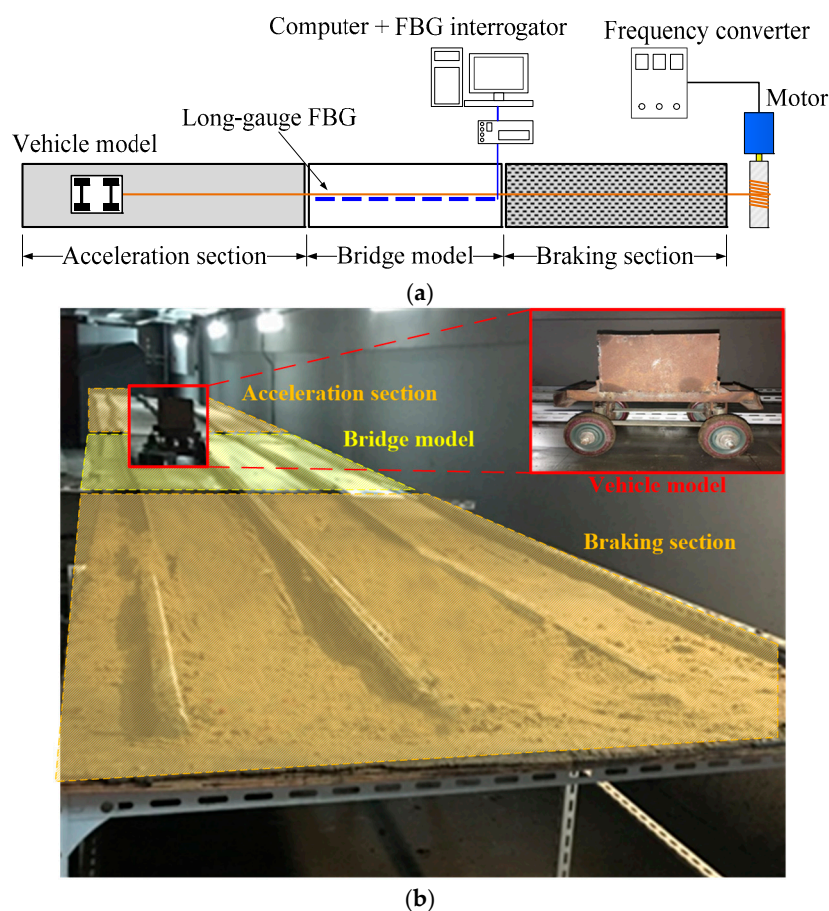 Computer + FBG interrogator
Frequency converter
Motor
Long-gauge FBG
Vehicle model
Acceleration section
Bridge model
Braking section
(a)
Acceleration section
Bridge model
Vehicle model
Braking section
(b)